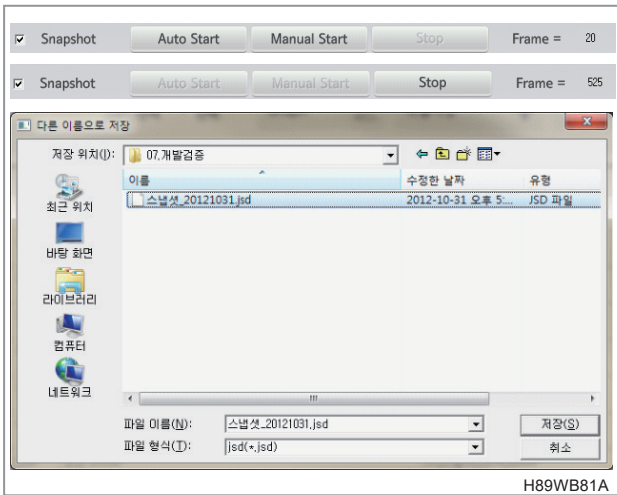 Snapshot Auto Start Manual Start Stop Frame = 20
Snapshot Auto Start Manual Start Stop Frame = 525
다른 이름으로 저장
저장 위치(I): 07.개발검증
이름 수정한 날짜 유형
스냅셋_20121031.jsd 2012-10-31 오후 5:... JSD 파일
최근 위치
바탕 화면
라이브러리
컴퓨터
네트워크
파일 이름(N): 스냅셋_20121031.jsd 저장(S)
파일 형식(T): jsd(*.jsd) 취소
H89WB81A